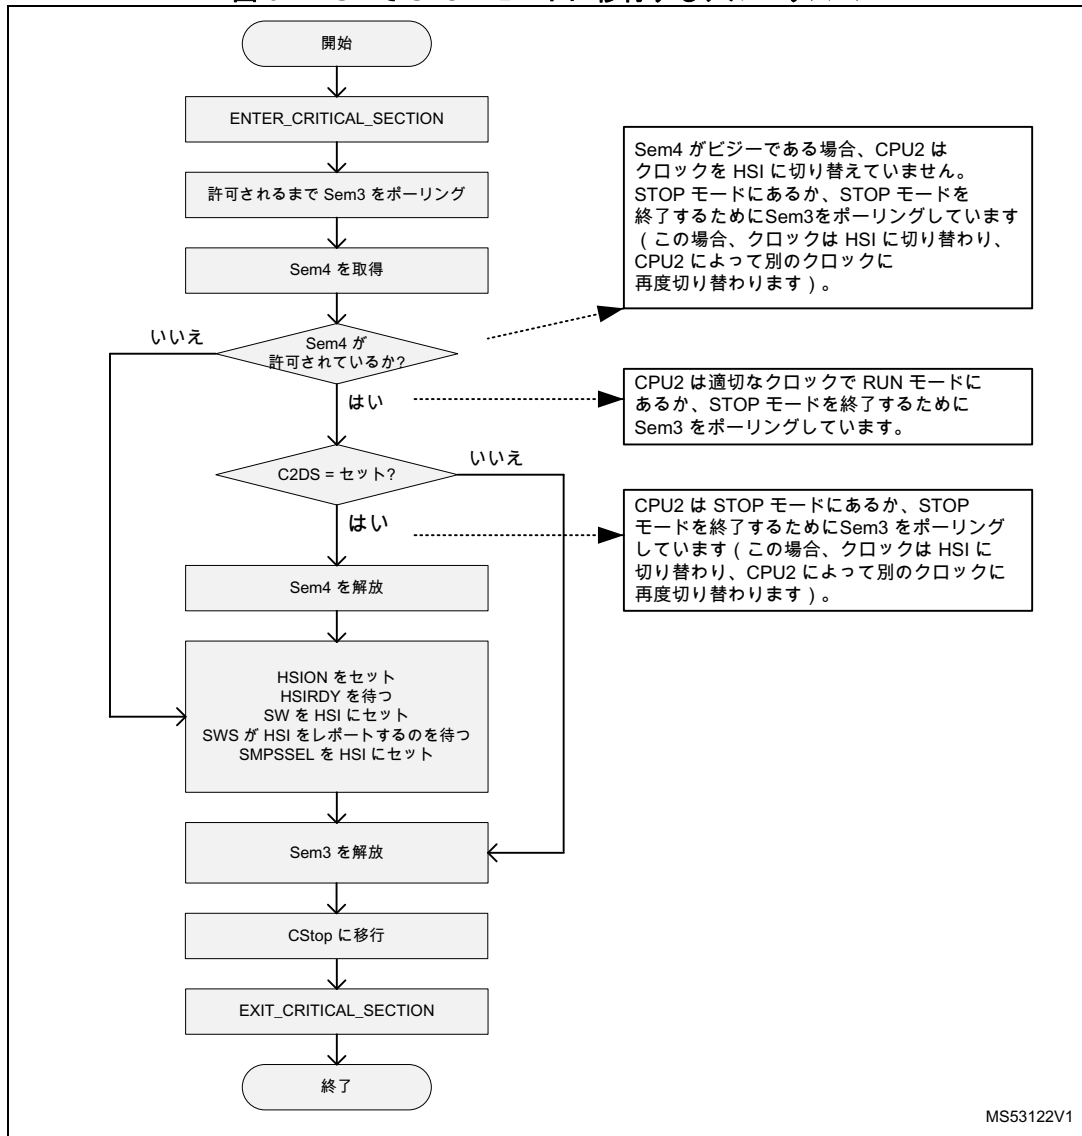 開始
ENTER_CRITICAL_SECTION
許可されるまで Sem3 をポーリング
Sem4 を取得
Sem4 が
許可されているか?
いいえ
はい
C2DS = セット?
いいえ
はい
Sem4 を解放
HSION をセット
HSIRDY を待つ
SW を HSI にセット
SWS が HSI をレポートするのを待つ
SMPSSEL を HSI にセット
Sem3 を解放
CStop に移行
EXIT_CRITICAL_SECTION
終了
Sem4 がビジーである場合、CPU2 は
クロックを HSI に切り替えていません。
STOP モードにあるか、STOP モードを
終了するためにSem3をポーリングしています
(この場合、クロックは HSI に切り替わり、
CPU2 によって別のクロックに
再度切り替わります)。
CPU2 は適切なクロックで RUN モードに
あるか、STOP モードを終了するために
Sem3 をポーリングしています。
CPU2 は STOP モードにあるか、STOP
モードを終了するためにSem3 をポーリング
しています(この場合、クロックは HSI に
切り替わり、CPU2 によって別のクロックに
再度切り替わります)。
MS53122V1